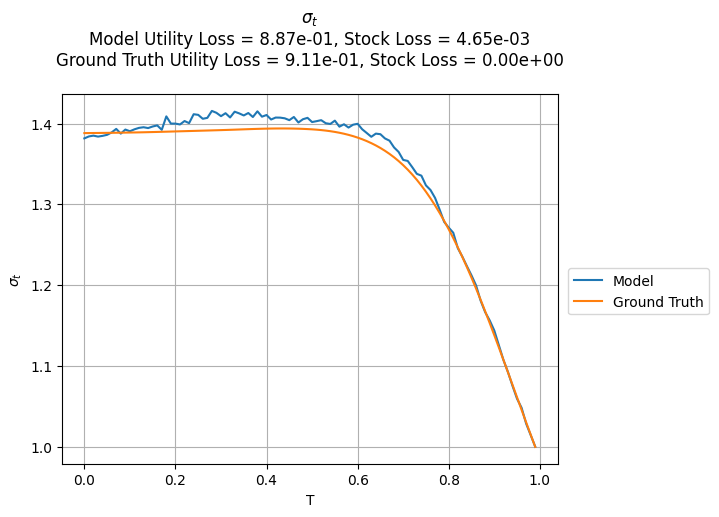 σt
Model Utility Loss = 8.87e-01, Stock Loss = 4.65e-03
Ground Truth Utility Loss = 9.11e-01, Stock Loss = 0.00e+00
1.4
1.3
1.2
1.1
1.0
σt
0.0 0.2 0.4 0.6 0.8 1.0
T
Model
Ground Truth